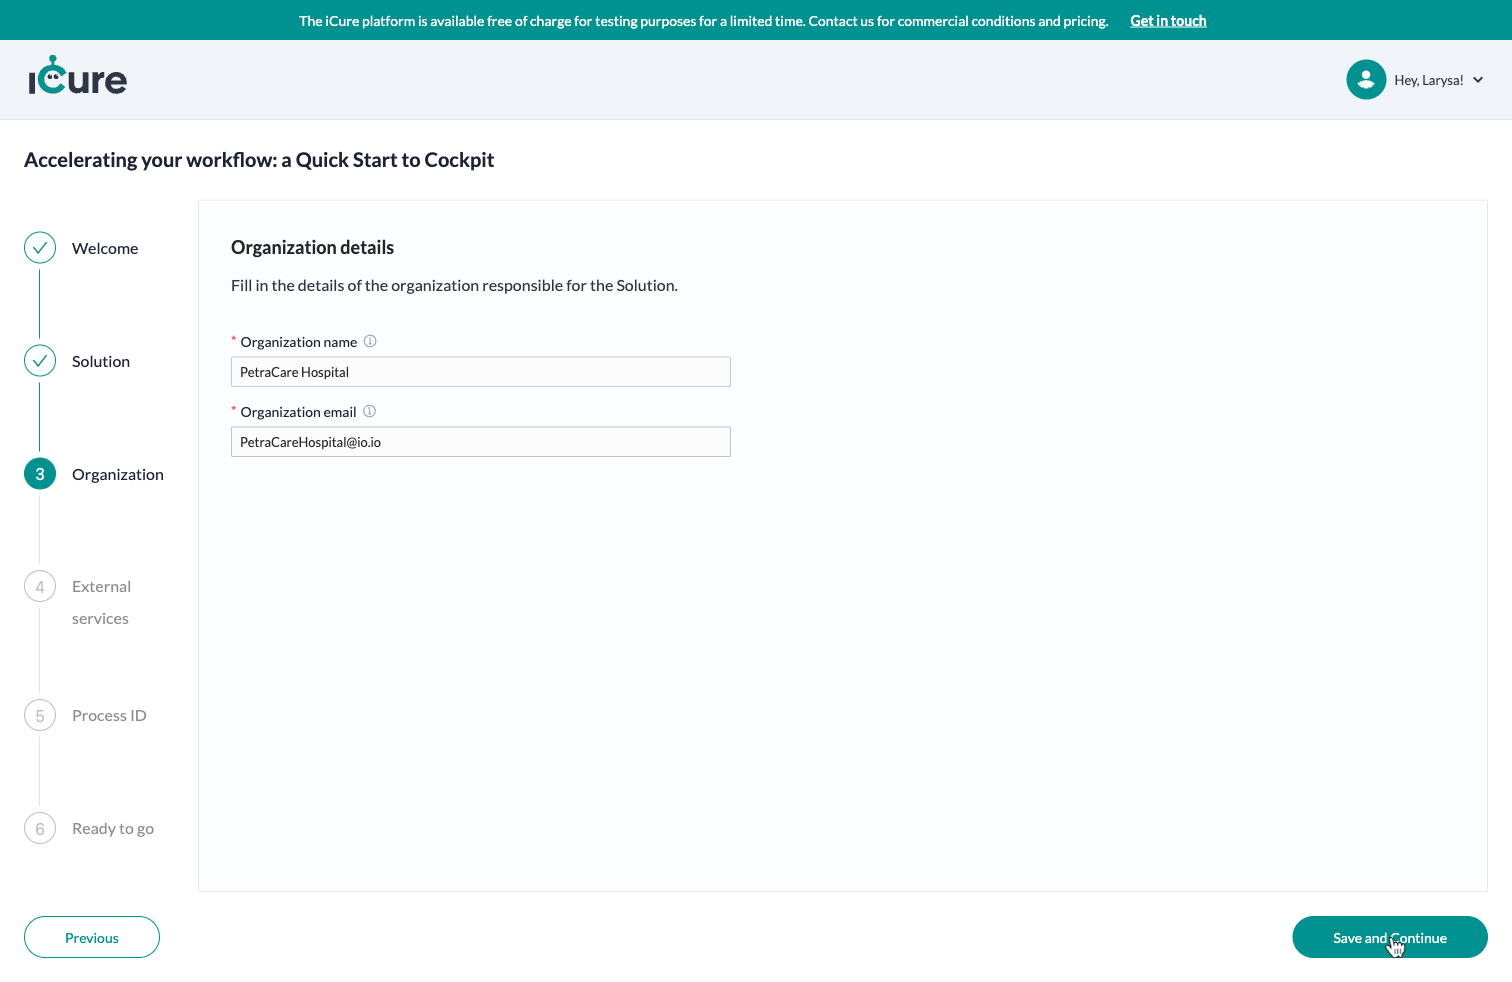 The iCure platform is available free of charge for testing purposes for a limited time. Contact us for commercial conditions and pricing. Get in touch
iCure
Hey, Larysa!
Accelerating your workflow: a Quick Start to Cockpit
Welcome
Solution
3 Organization
4 External
services
5 Process ID
6 Ready to go
Organization details
Fill in the details of the organization responsible for the Solution.
* Organization name
PetraCare Hospital
* Organization email
PetraCareHospital@io.io
Previous
Save and Continue